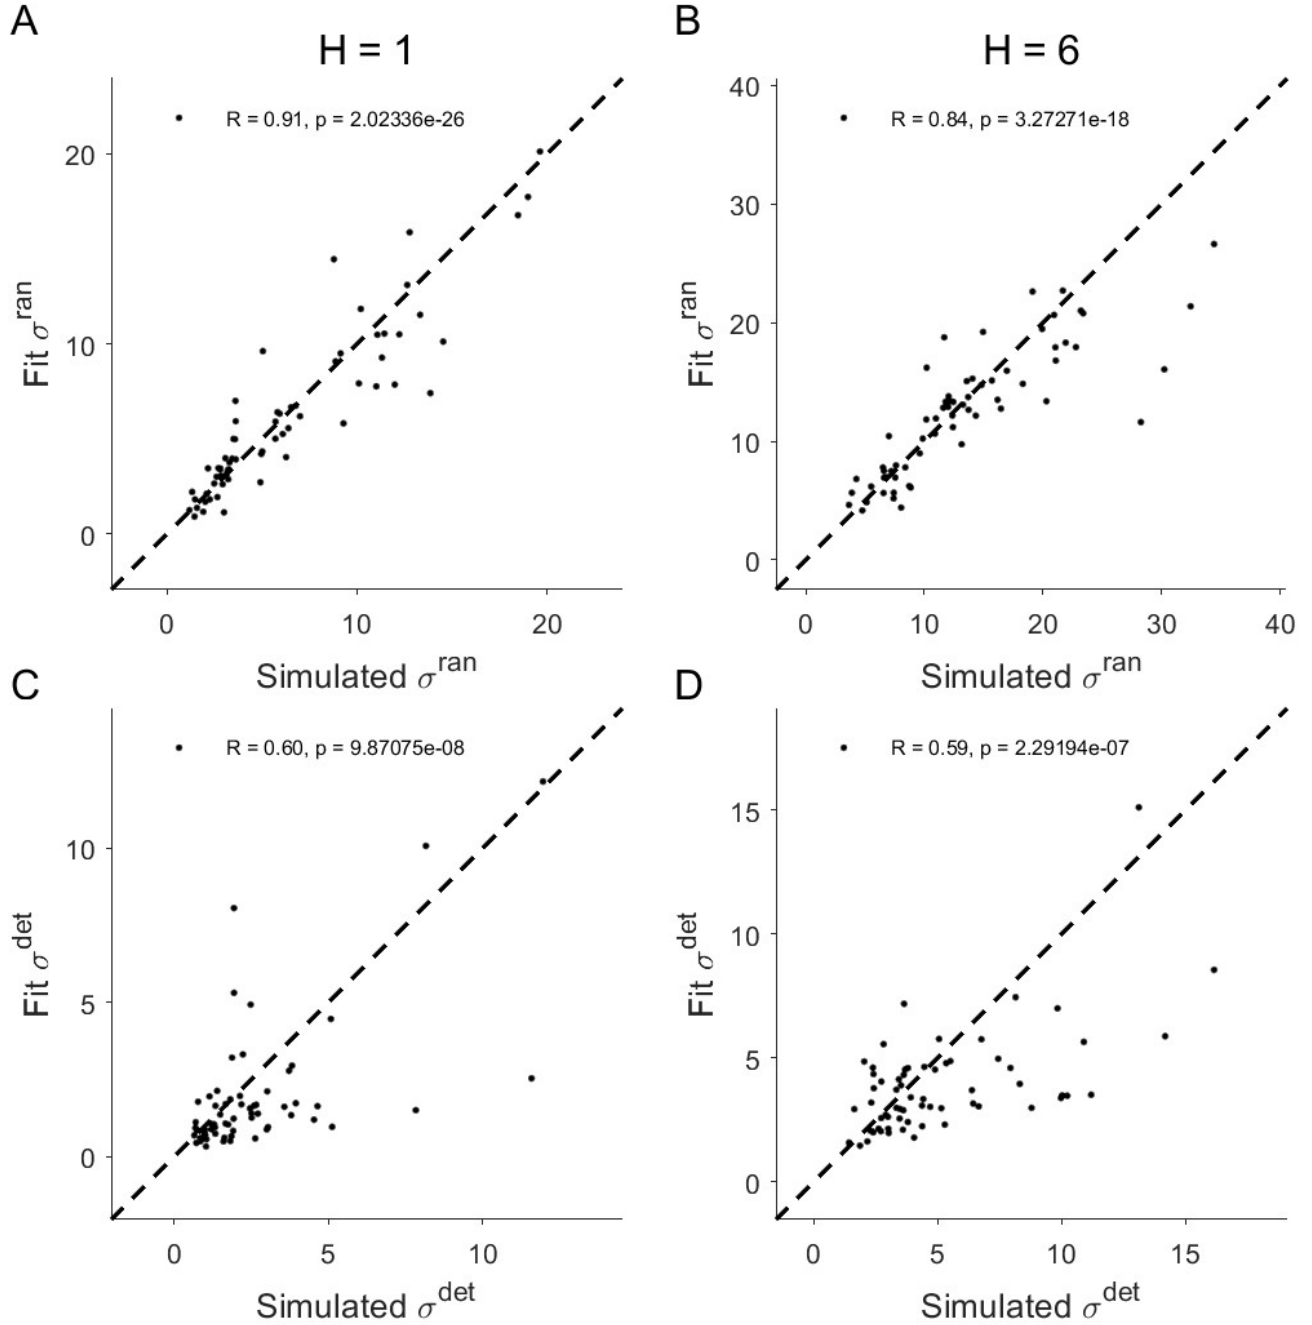 A
H = 1
R = 0.91, p = 2.02336e-26
20
10
0
Fit σ^ran
0 10 20
Simulated σ^ran
B
H = 6
R = 0.84, p = 3.27271e-18
40
30
20
10
0
Fit σ^ran
0 10 20 30 40
Simulated σ^ran
C
R = 0.60, p = 9.87075e-08
10
5
0
Fit σ^det
0 5 10
Simulated σ^det
D
R = 0.59, p = 2.29194e-07
15
10
5
0
Fit σ^det
0 5 10 15
Simulated σ^det